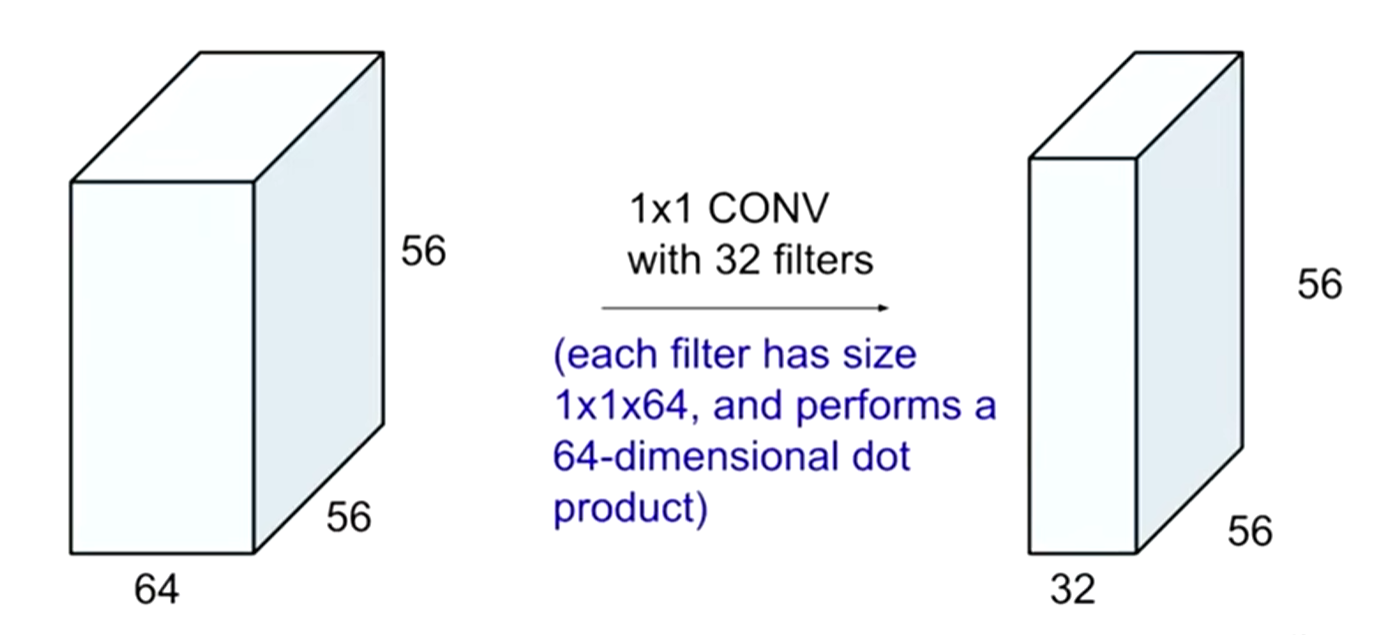 56
56
64
1x1 CONV
with 32 filters
(each filter has size
1x1x64, and performs a
64-dimensional dot
product)
56
56
32